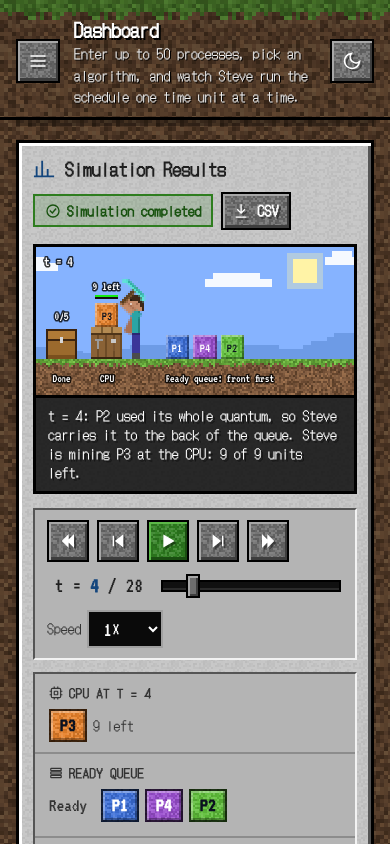 Dashboard
Enter up to 50 processes, pick an
algorithm, and watch Steve run the
schedule one time unit at a time.
Simulation Results
Simulation completed
CSV
t = 4
9 left
P3
0/5
P1
P4
P2
Done
CPU
Ready queue: front first
t = 4: P2 used its whole quantum, so Steve
carries it to the back of the queue. Steve
is mining P3 at the CPU: 9 of 9 units
left.
t = 4 / 28
Speed
1X
CPU AT T = 4
P3
9 left
READY QUEUE
Ready
P1
P4
P2